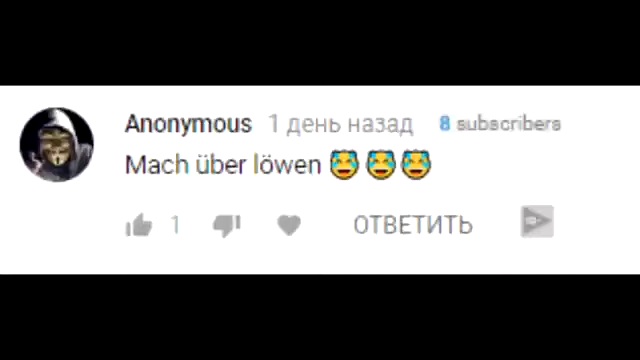 Anonymous 1 день назад 8 subscribers
Mach über löwen 😂😂😂
1 ОТВЕТИТЬ